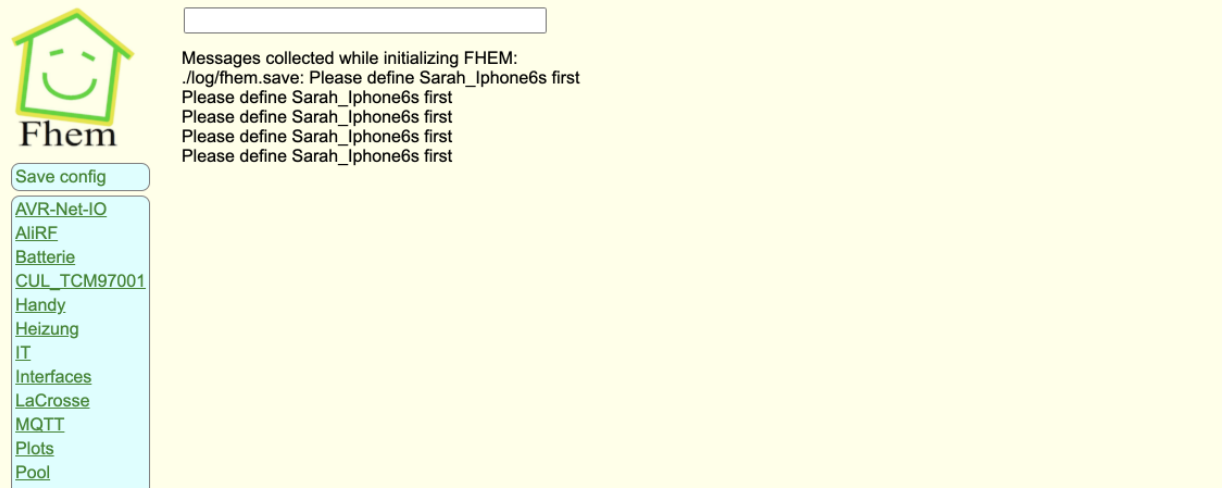 Fhem
Save config
AVR-Net-IO
AliRF
Batterie
CUL_TCM97001
Handy
Heizung
IT
Interfaces
LaCrosse
MQTT
Plots
Pool
Messages collected while initializing FHEM:
./log/fhem.save: Please define Sarah_Iphone6s first
Please define Sarah_Iphone6s first
Please define Sarah_Iphone6s first
Please define Sarah_Iphone6s first
Please define Sarah_Iphone6s first